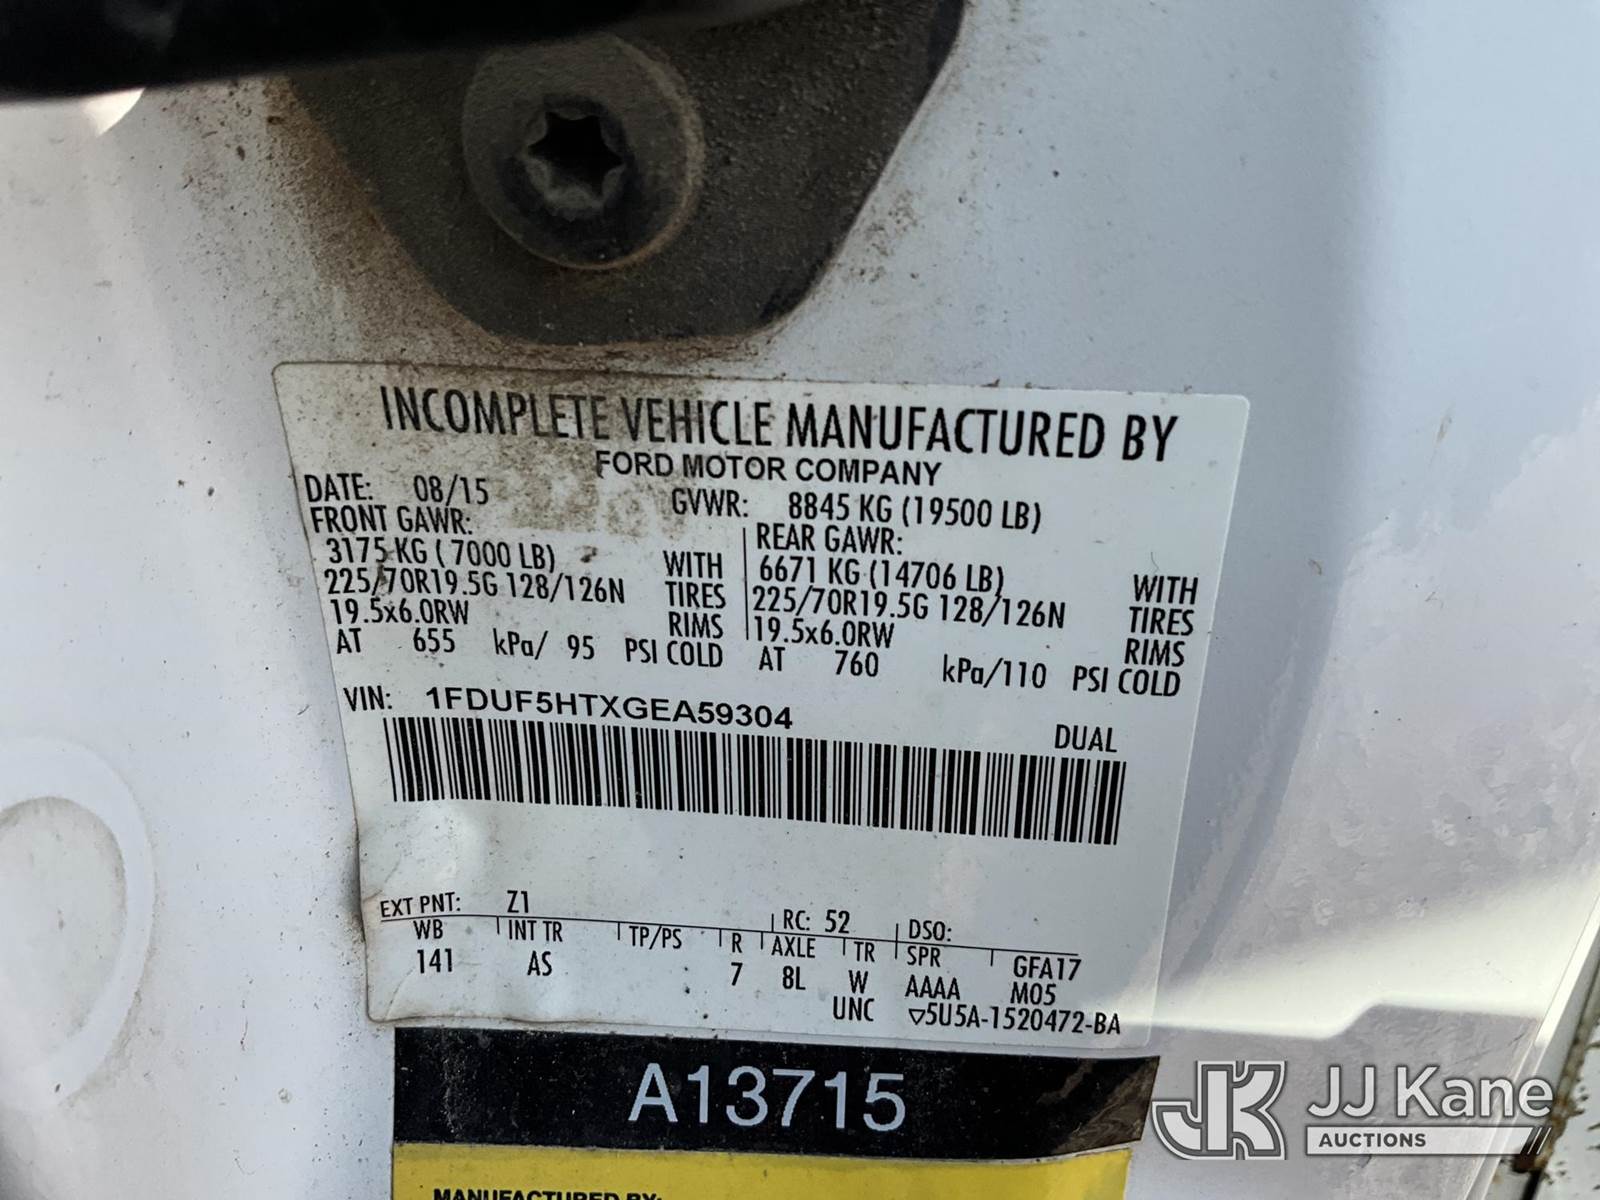 INCOMPLETE VEHICLE MANUFACTURED BY
FORD MOTOR COMPANY
DATE: 08/15 GVWR: 8845 KG (19500 LB)
FRONT GAWR: REAR GAWR:
3175 KG ( 7000 LB) WITH 6671 KG (14706 LB) WITH
225/70R19.5G 128/126N TIRES 225/70R19.5G 128/126N TIRES
19.5x6.0RW RIMS 19.5x6.0RW RIMS
AT 655 kPa/ 95 PSI COLD AT 760 kPa/110 PSI COLD
VIN: 1FDUF5HTXGEA59304
DUAL
EXT PNT: Z1 RC: 52 DSO:
WB INT TR TP/PS R AXLE TR SPR GFA17
141 AS 7 8L W AAAA M05
UNC ▽5U5A-1520472-BA
A13715
MANUFACTURED BY:
JK JJ Kane
AUCTIONS